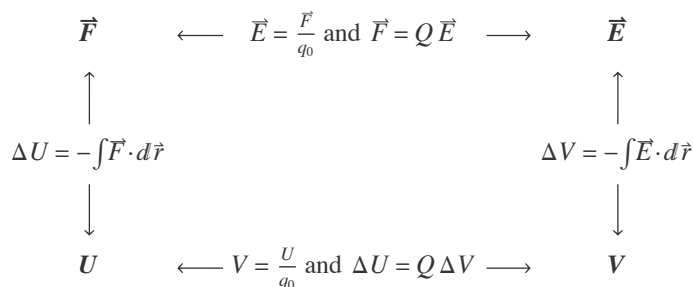 F⃗ ⟵ E⃗ = F⃗/q₀ and F⃗ = Q E⃗ ⟶ E⃗
ΔU = −∫F⃗·dr⃗ ΔV = −∫E⃗·dr⃗
U ⟵ V = U/q₀ and ΔU = Q ΔV ⟶ V